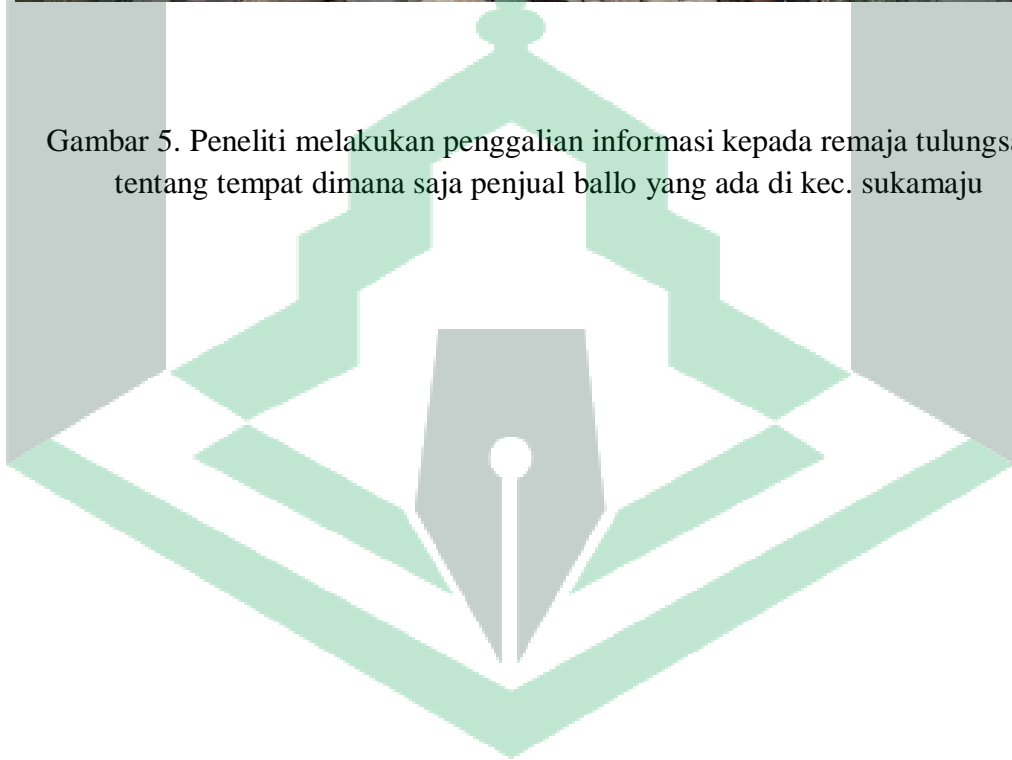 Gambar 5. Peneliti melakukan penggalian informasi kepada remaja
tentang tempat dimana saja penjual ballo yang ada di kec. sukamaju